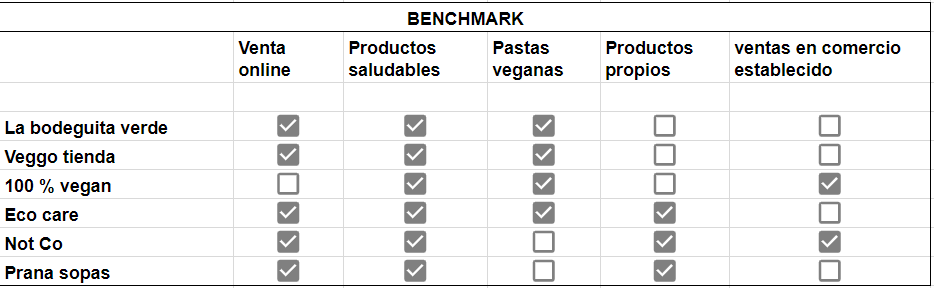 BENCHMARK
Venta online Productos saludables Pastas veganas Productos propios ventas en comercio establecido
La bodeguita verde
Veggo tienda
100 % vegan
Eco care
Not Co
Prana sopas